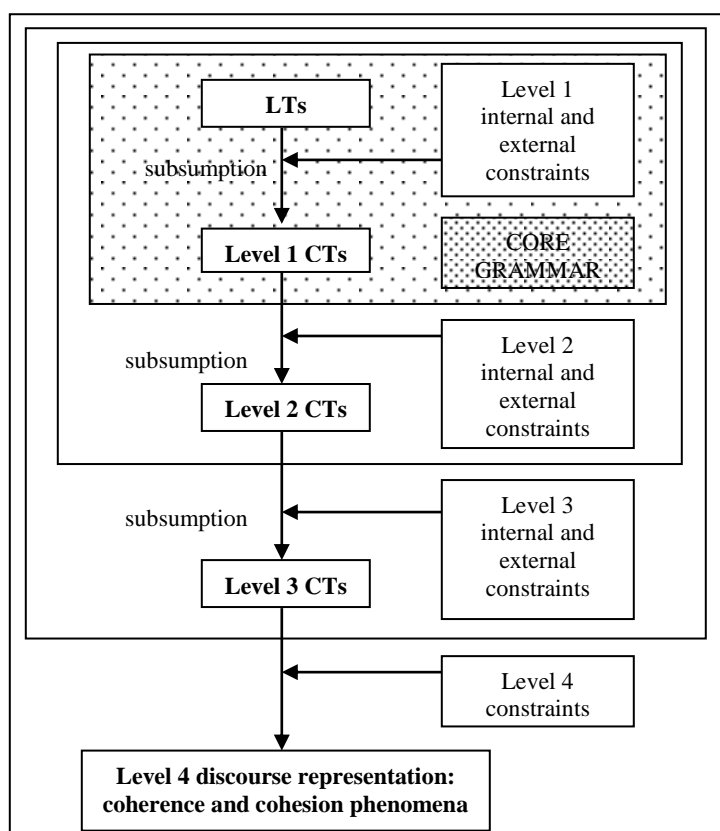 LTs
Level 1
internal and
external
constraints
subsumption
Level 1 CTs
CORE
GRAMMAR
Level 2
internal and
external
constraints
subsumption
Level 2 CTs
Level 3
internal and
external
constraints
subsumption
Level 3 CTs
Level 4
constraints
Level 4 discourse representation:
coherence and cohesion phenomena